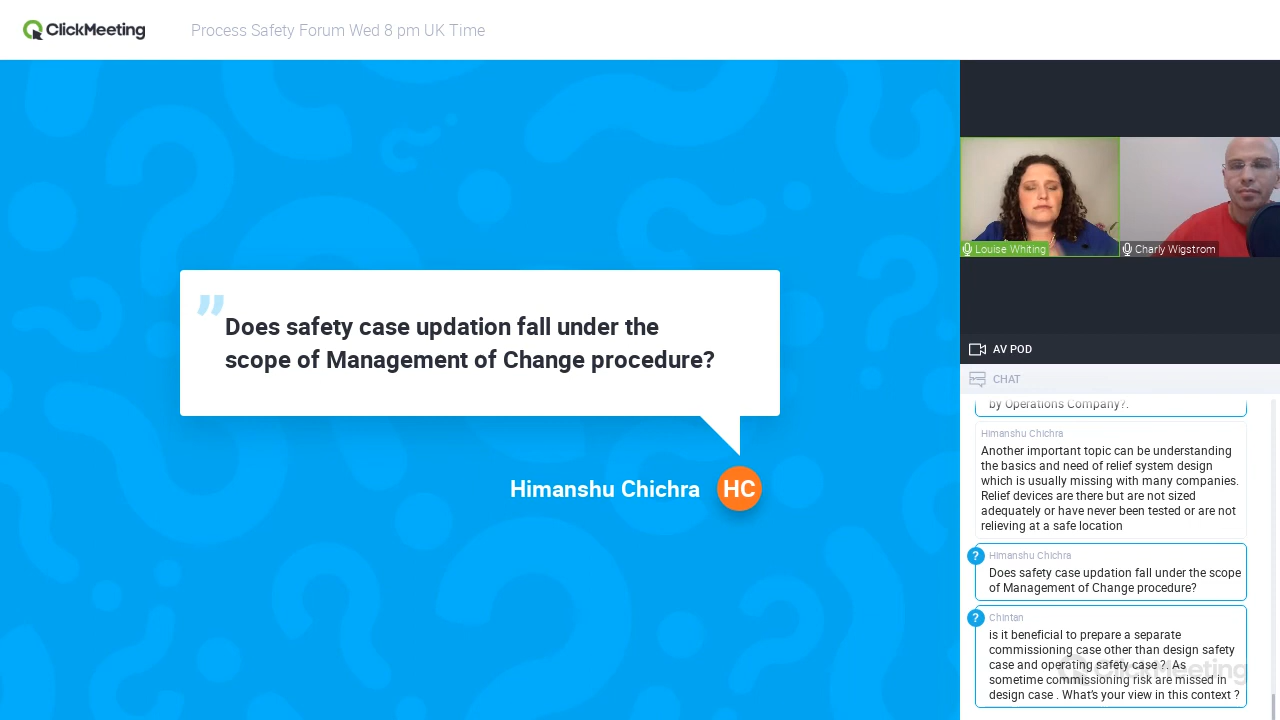 ClickMeeting
Process Safety Forum Wed 8 pm UK Time
Does safety case updation fall under the
scope of Management of Change procedure?
Himanshu Chichra
HC
Louise Whiting
Charly Wigstrom
AV POD
CHAT
by Operations Company?.
Himanshu Chichra
Another important topic can be understanding
the basics and need of relief system design
which is usually missing with many companies.
Relief devices are there but are not sized
adequately or have never been tested or are not
relieving at a safe location
?
Himanshu Chichra
Does safety case updation fall under the scope
of Management of Change procedure?
?
Chintan
is it beneficial to prepare a separate
commissioning case other than design safety
case and operating safety case ?. As
sometime commissioning risk are missed in
design case . What's your view in this context ?
ClickMeeting